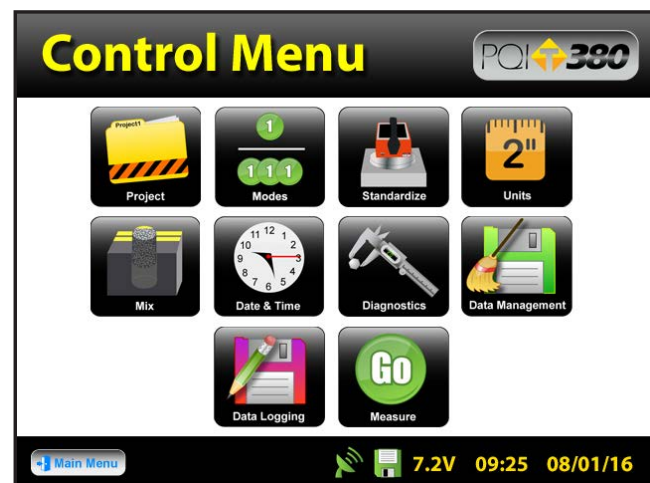 Control Menu
PQI T 380
Project1
1
1 1 1
2"
Project
Modes
Standardize
Units
11 12 1
10 2
9 3
8 4
7 6 5
Mix
Date & Time
Diagnostics
Data Management
Go
Data Logging
Measure
Main Menu
7.2V 09:25 08/01/16